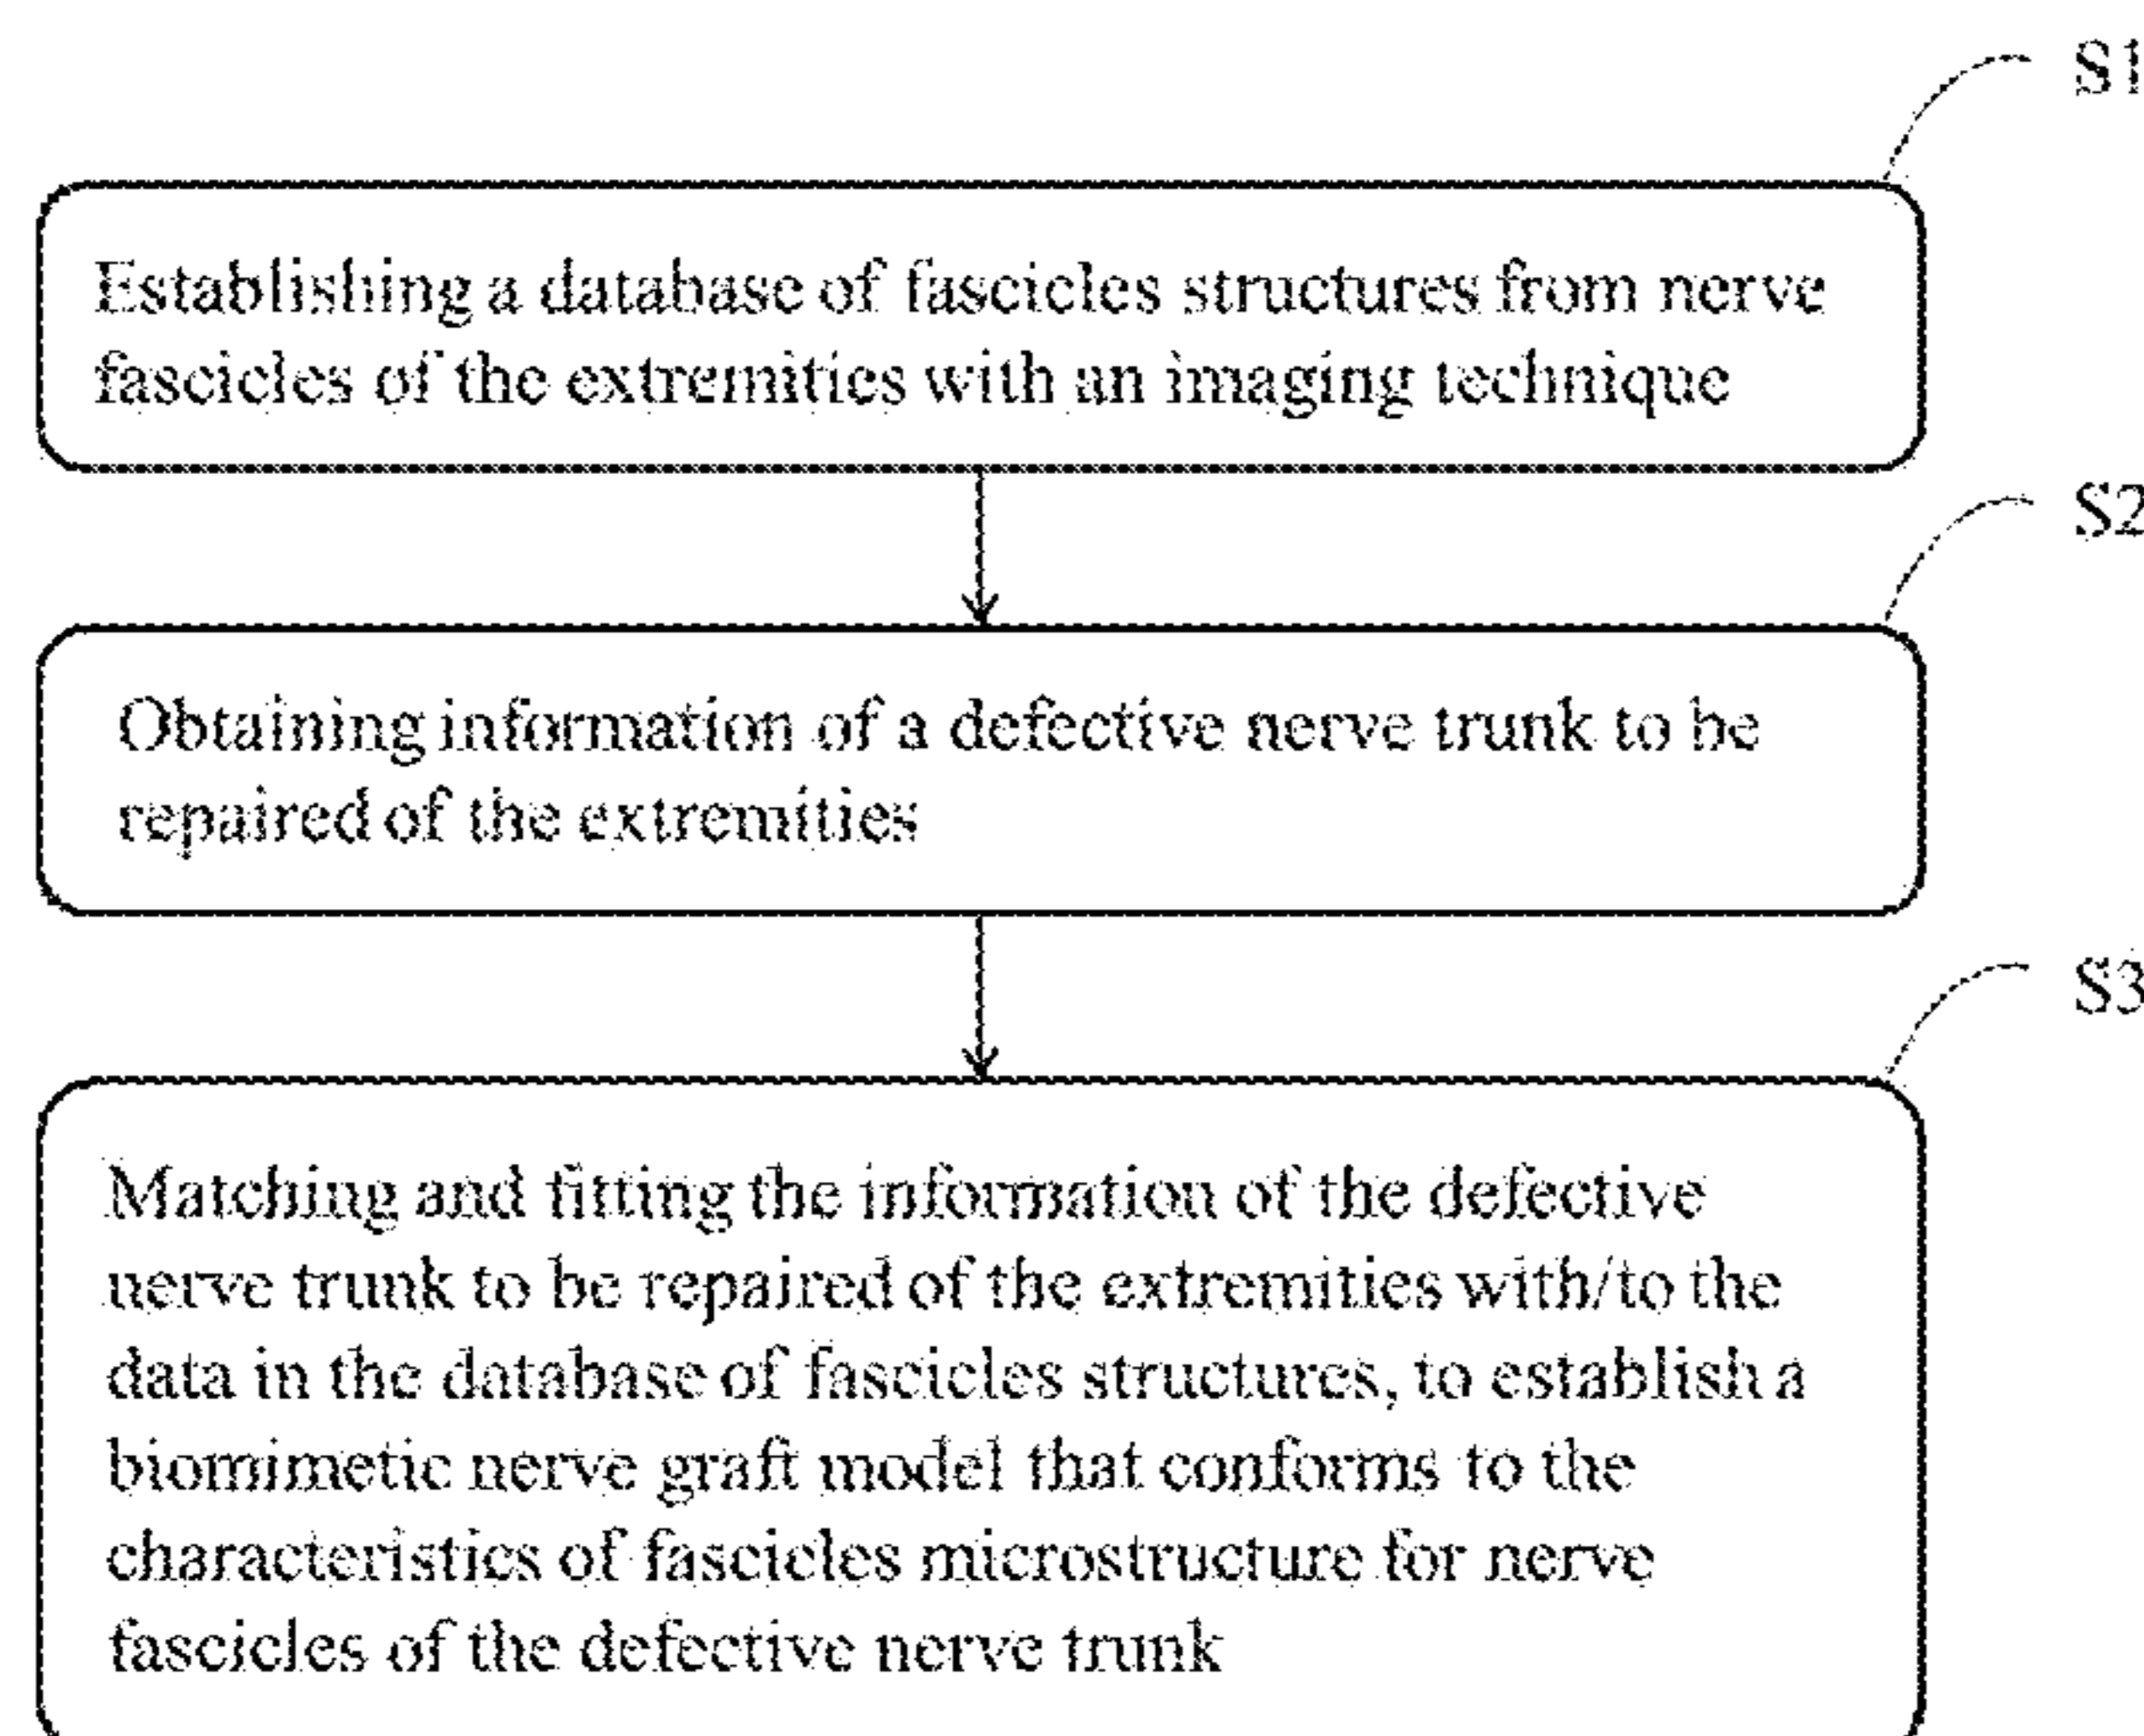 S1
Establishing a database of fascicles structures from nerve
fascicles of the extremities with an imaging technique
S2
Obtaining information of a defective nerve trunk to be
repaired of the extremities
S3
Matching and fitting the information of the defective
nerve trunk to be repaired of the extremities with/to the
data in the database of fascicles structures, to establish a
biomimetic nerve graft model that conforms to the
characteristics of fascicles microstructure for nerve
fascicles of the defective nerve trunk